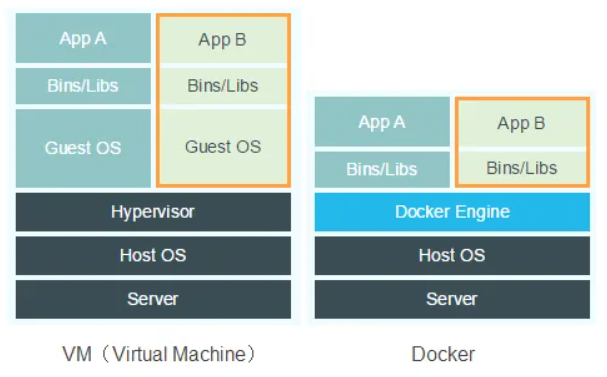 App A
App B
Bins/Libs
Bins/Libs
Guest OS
Guest OS
Hypervisor
Host OS
Server
VM（Virtual Machine）
App A
App B
Bins/Libs
Bins/Libs
Docker Engine
Host OS
Server
Docker